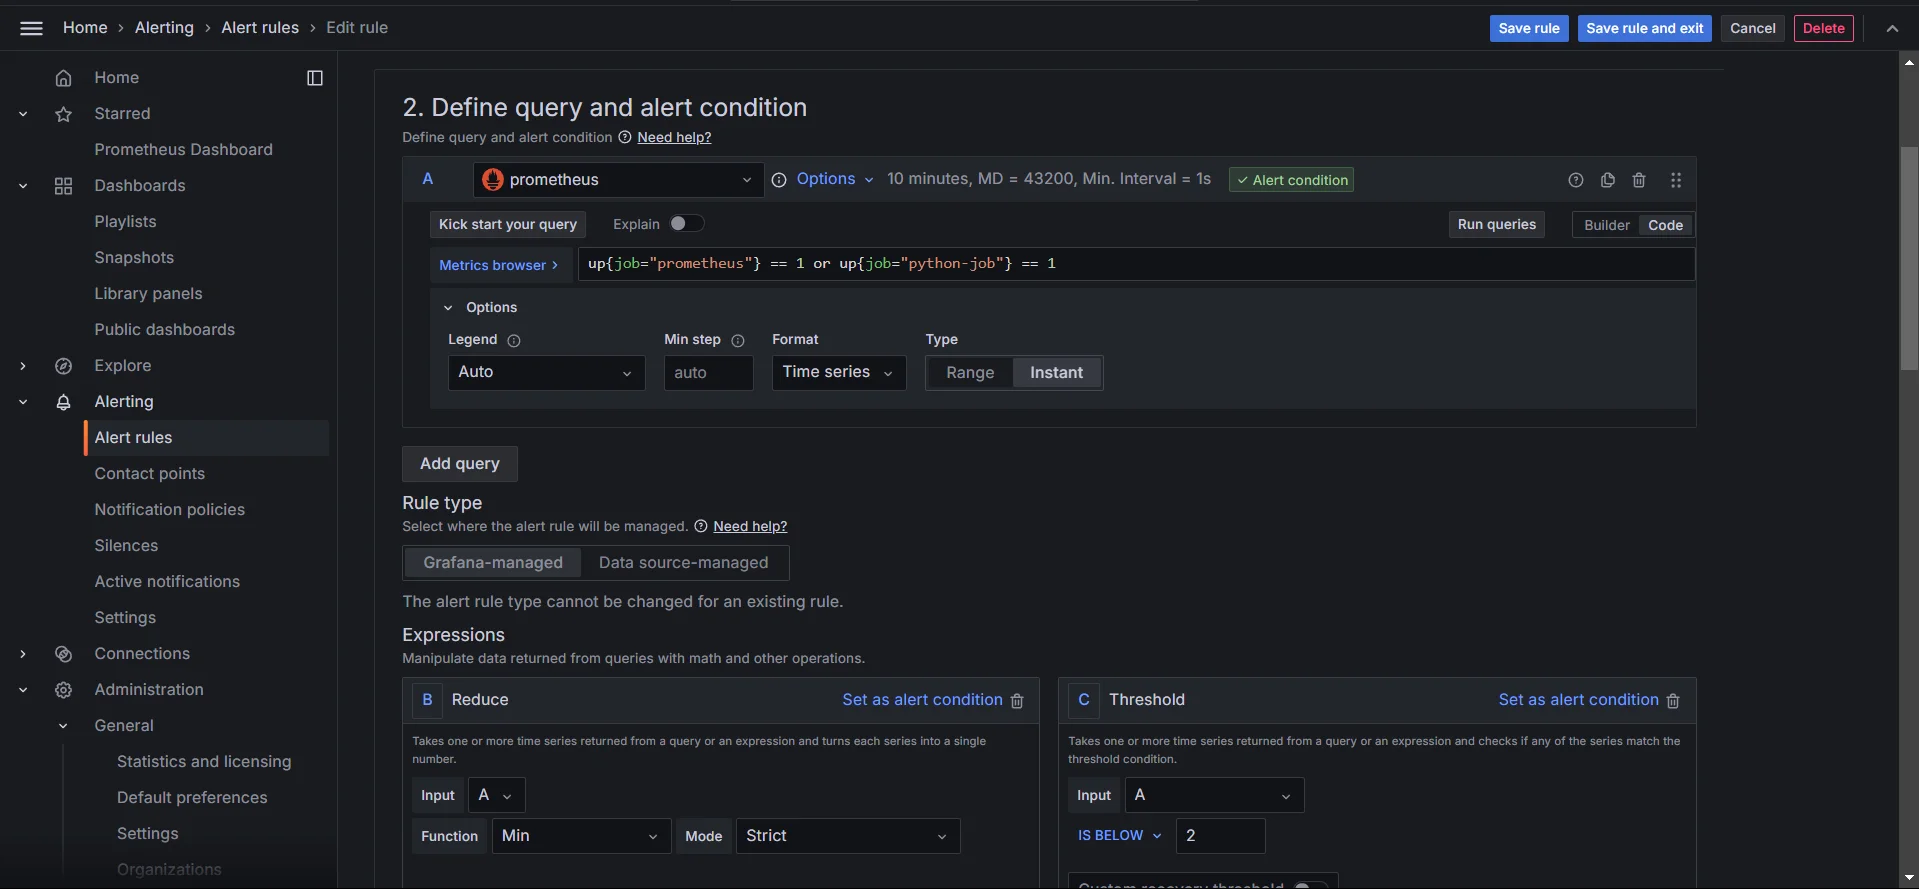 Home › Alerting › Alert rules › Edit rule
Save rule Save rule and exit Cancel Delete
Home
Starred
Prometheus Dashboard
Dashboards
Playlists
Snapshots
Library panels
Public dashboards
Explore
Alerting
Alert rules
Contact points
Notification policies
Silences
Active notifications
Settings
Connections
Administration
General
Statistics and licensing
Default preferences
Settings
Organizations
2. Define query and alert condition
Define query and alert condition Need help?
A prometheus Options 10 minutes, MD = 43200, Min. Interval = 1s Alert condition
Kick start your query Explain Run queries Builder Code
Metrics browser > up{job="prometheus"} == 1 or up{job="python-job"} == 1
Options
Legend Min step Format Type
Auto auto Time series Range Instant
Add query
Rule type
Select where the alert rule will be managed. Need help?
Grafana-managed Data source-managed
The alert rule type cannot be changed for an existing rule.
Expressions
Manipulate data returned from queries with math and other operations.
B Reduce Set as alert condition
Takes one or more time series returned from a query or an expression and turns each series into a single
number.
Input A
Function Min Mode Strict
C Threshold Set as alert condition
Takes one or more time series returned from a query or an expression and checks if any of the series match the
threshold condition.
Input A
IS BELOW 2
Custom recovery threshold